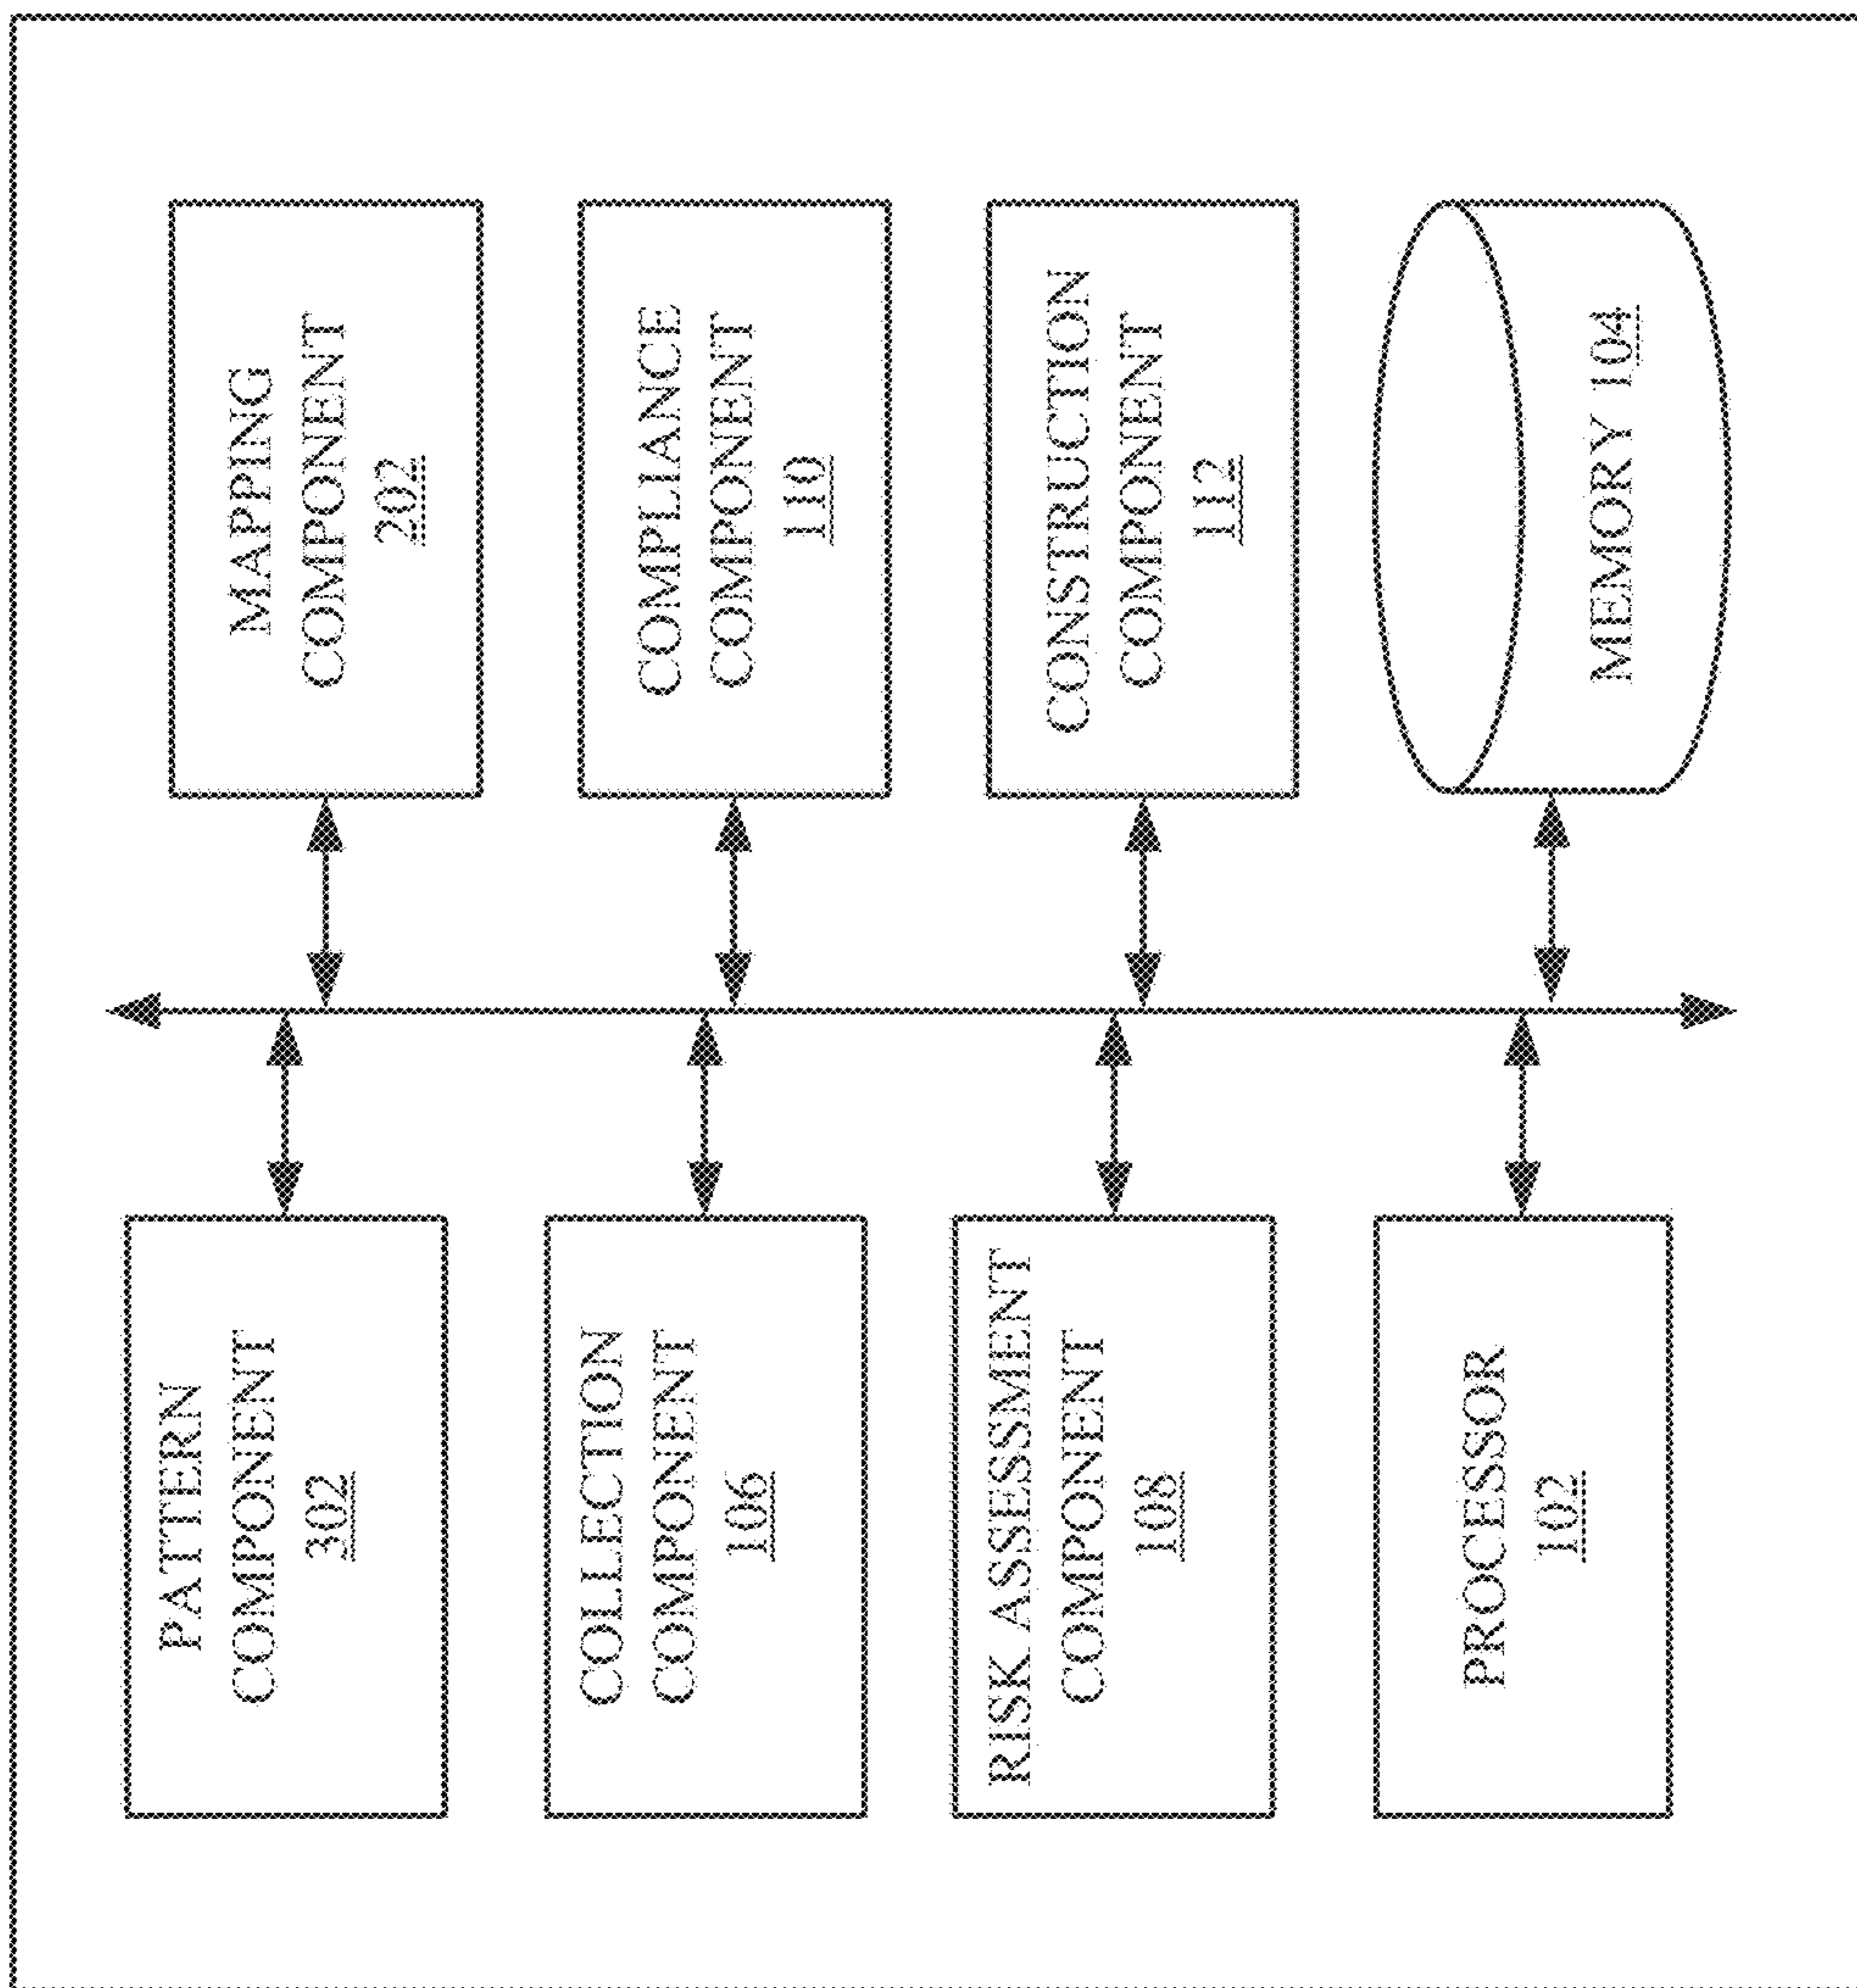 PATTERN
COMPONENT
302
MAPPING
COMPONENT
202
COLLECTION
COMPONENT
106
COMPLIANCE
COMPONENT
110
RISK ASSESSMENT
COMPONENT
108
CONSTRUCTION
COMPONENT
112
PROCESSOR
102
MEMORY 104